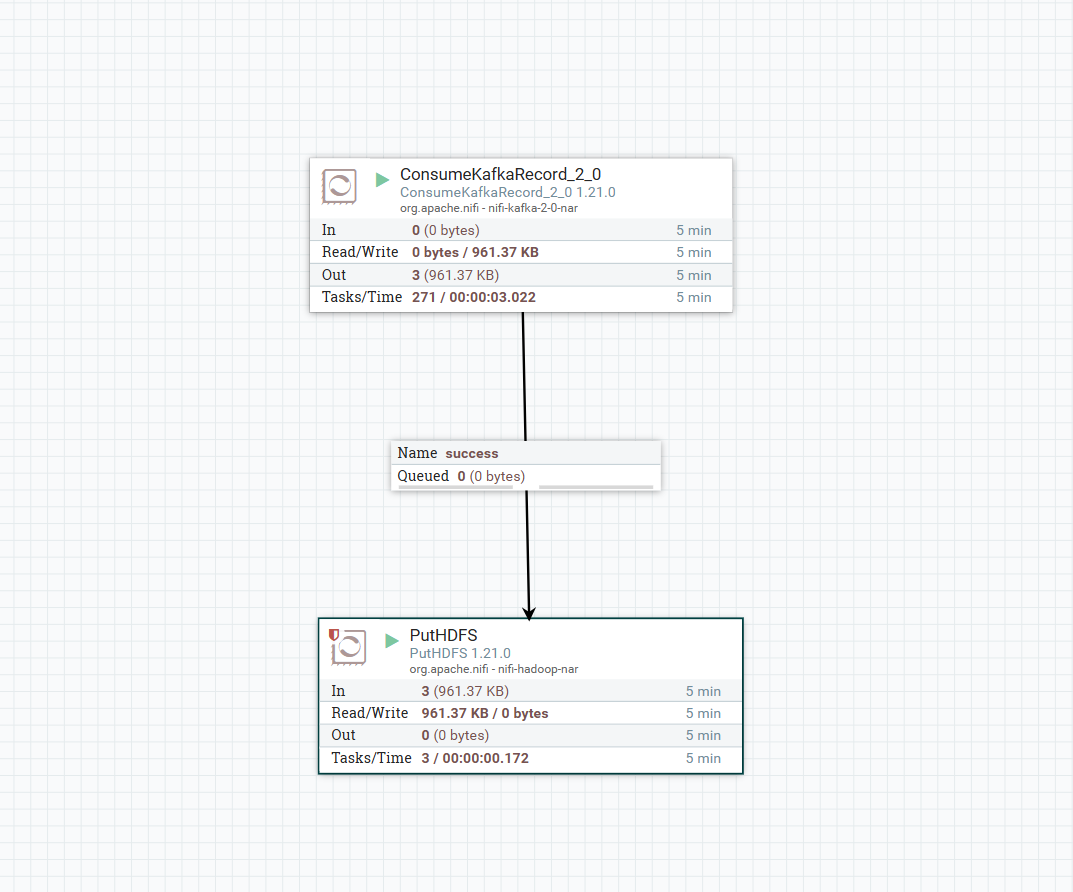 ConsumeKafkaRecord_2_0
ConsumeKafkaRecord_2_0 1.21.0
org.apache.nifi - nifi-kafka-2-0-nar
In 0 (0 bytes) 5 min
Read/Write 0 bytes / 961.37 KB 5 min
Out 3 (961.37 KB) 5 min
Tasks/Time 271 / 00:00:03.022 5 min
Name success
Queued 0 (0 bytes)
PutHDFS
PutHDFS 1.21.0
org.apache.nifi - nifi-hadoop-nar
In 3 (961.37 KB) 5 min
Read/Write 961.37 KB / 0 bytes 5 min
Out 0 (0 bytes) 5 min
Tasks/Time 3 / 00:00:00.172 5 min